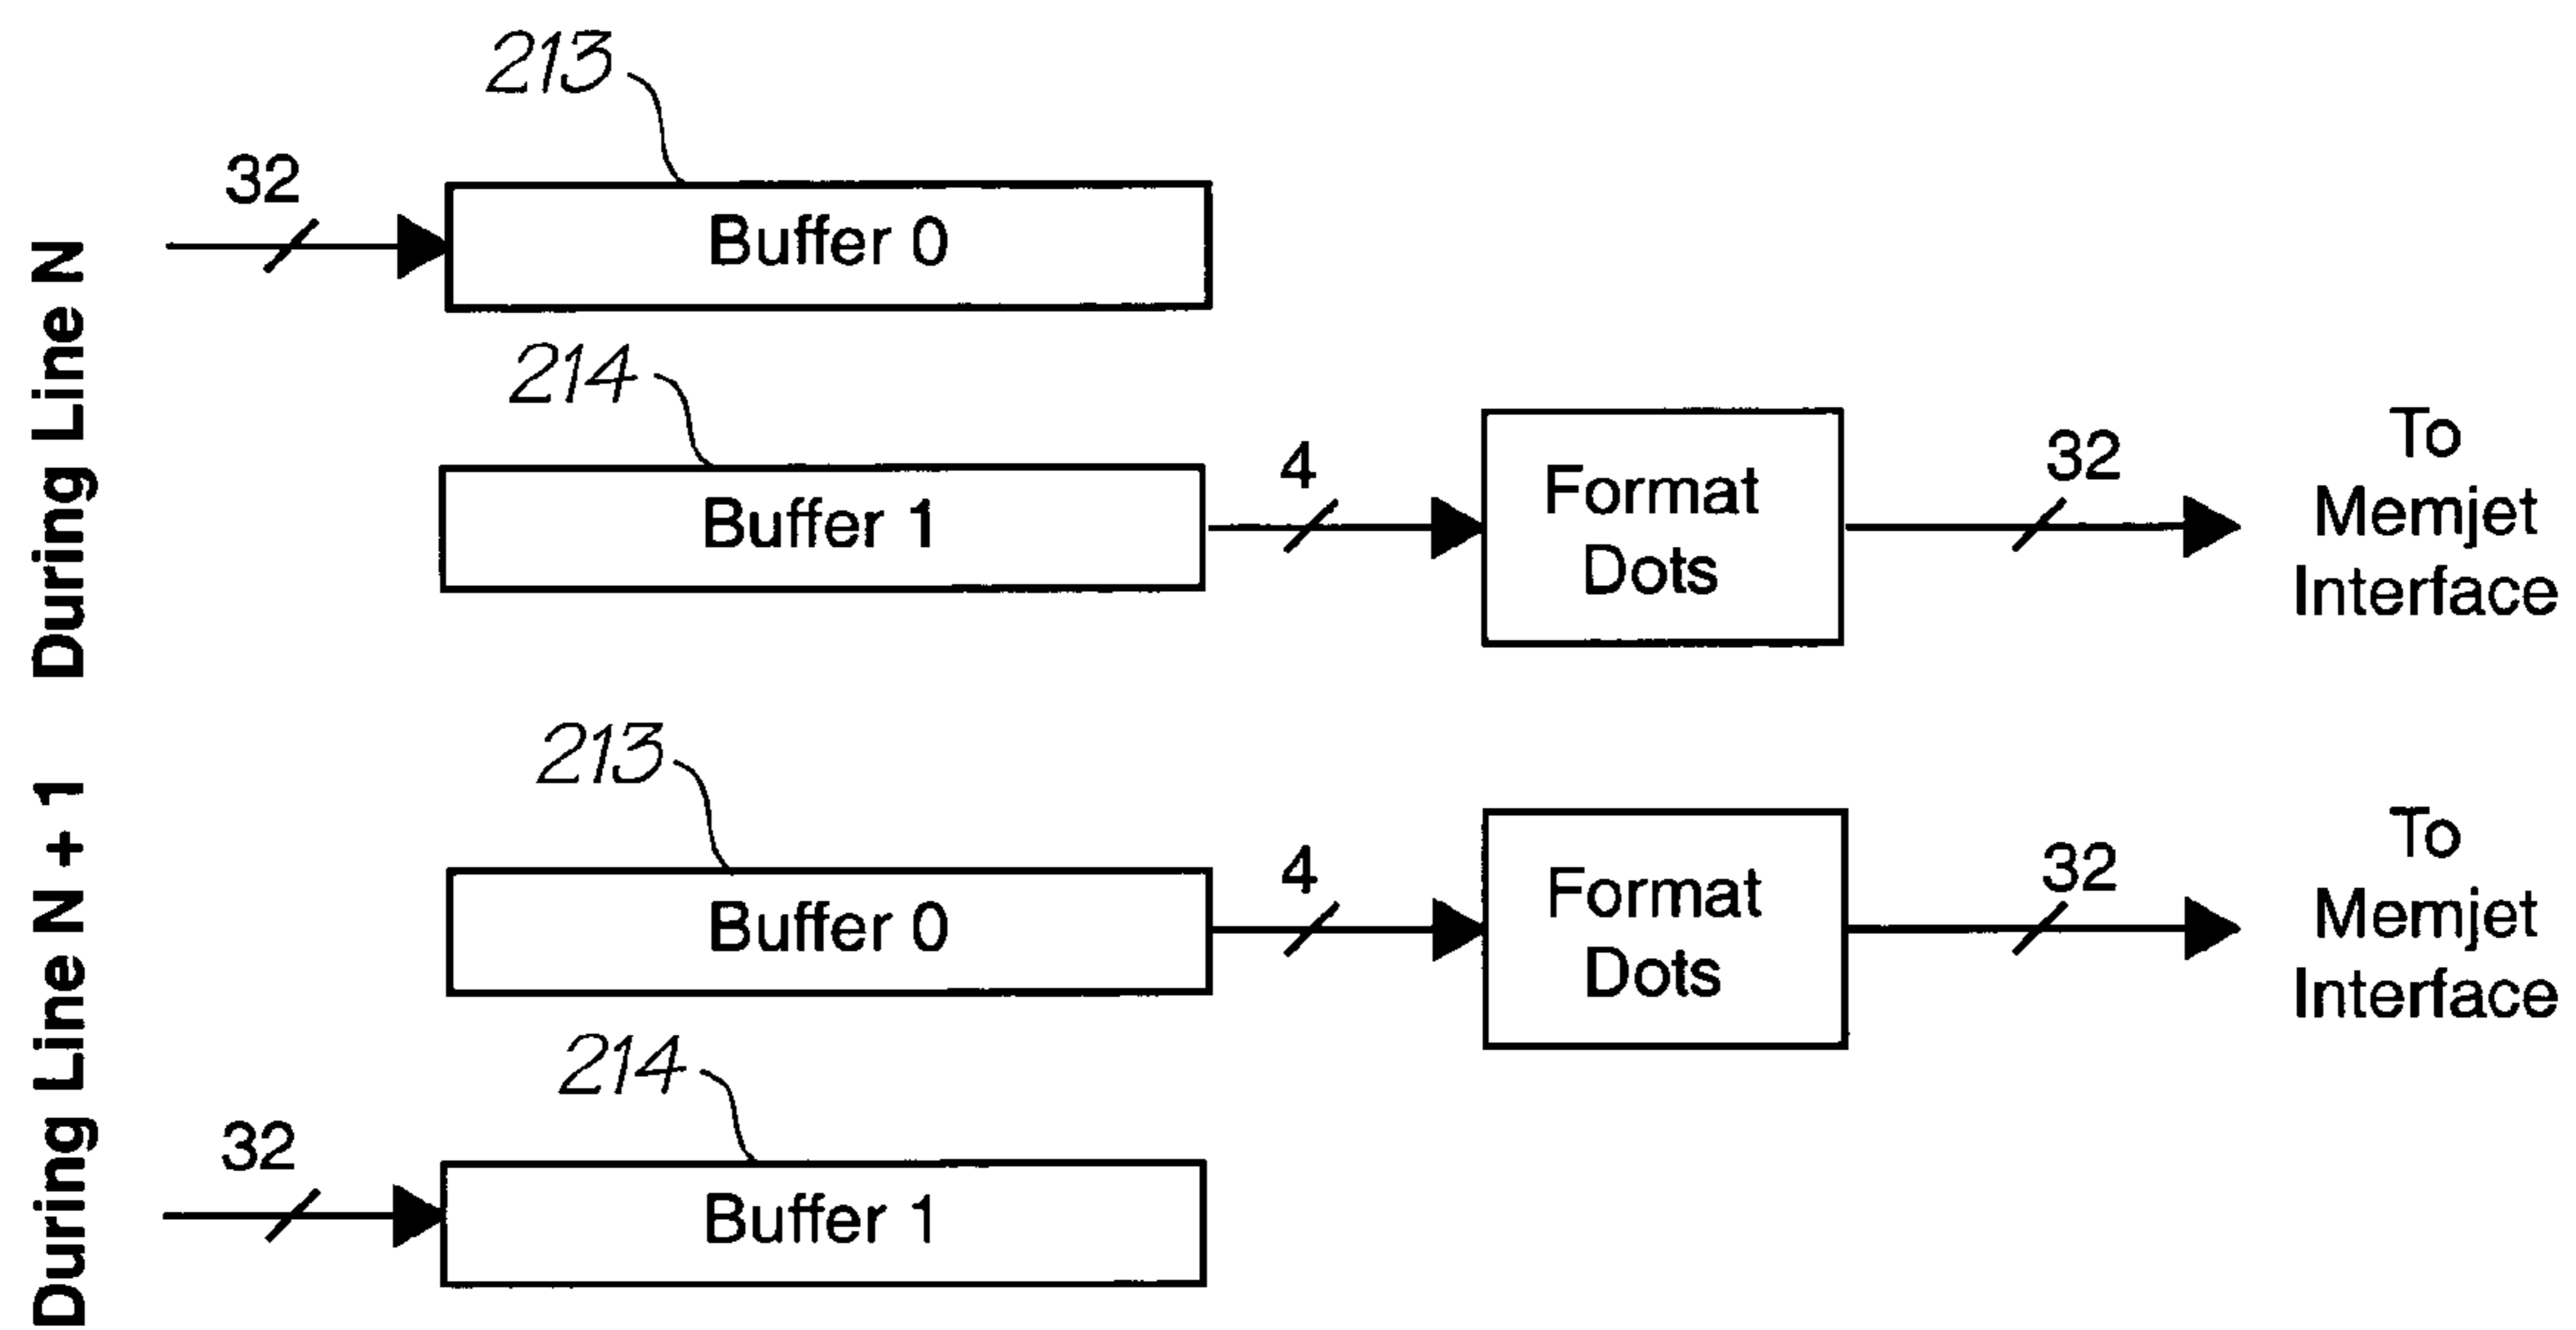 During Line N
213
32
Buffer 0
214
Buffer 1
4
Format
Dots
32
To
Memjet
Interface
During Line N + 1
213
Buffer 0
4
Format
Dots
32
To
Memjet
Interface
214
32
Buffer 1